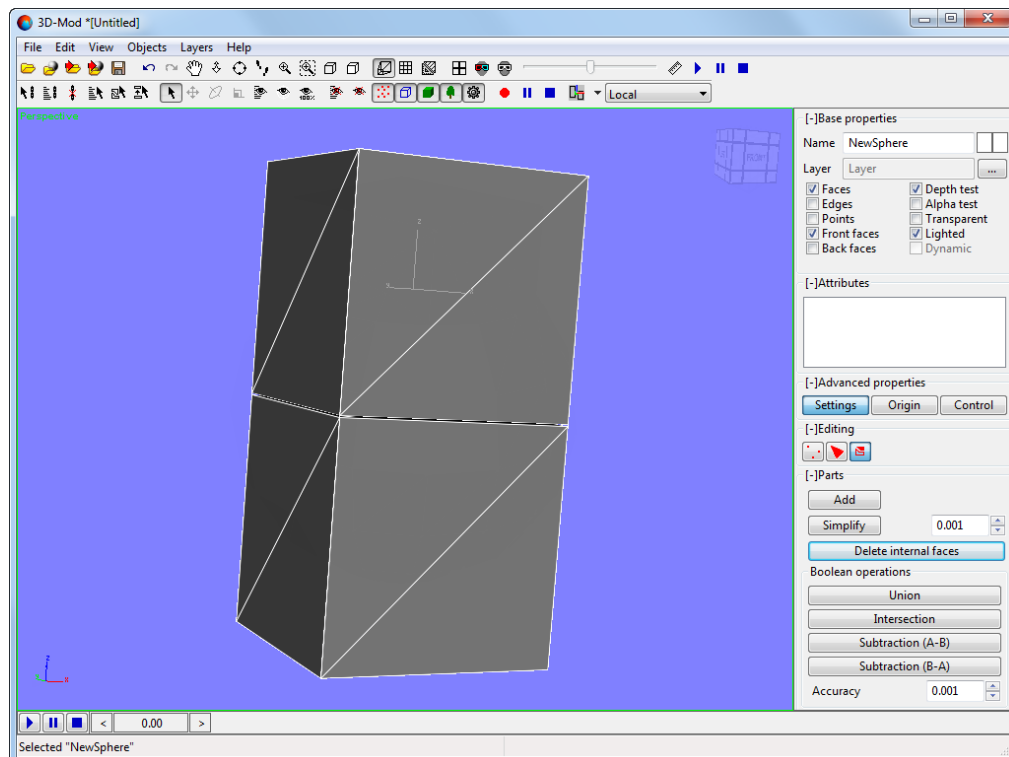 3D-Mod *[Untitled]
File Edit View Objects Layers Help
100%
Local
Perspective
z
x
FRONT
z
x
[-]Base properties
Name NewSphere
Layer Layer ...
Faces Depth test
Edges Alpha test
Points Transparent
Front faces Lighted
Back faces Dynamic
[-]Attributes
[-]Advanced properties
Settings Origin Control
[-]Editing
[-]Parts
Add
Simplify 0.001
Delete internal faces
Boolean operations
Union
Intersection
Subtraction (A-B)
Subtraction (B-A)
Accuracy 0.001
< 0.00 >
Selected "NewSphere"